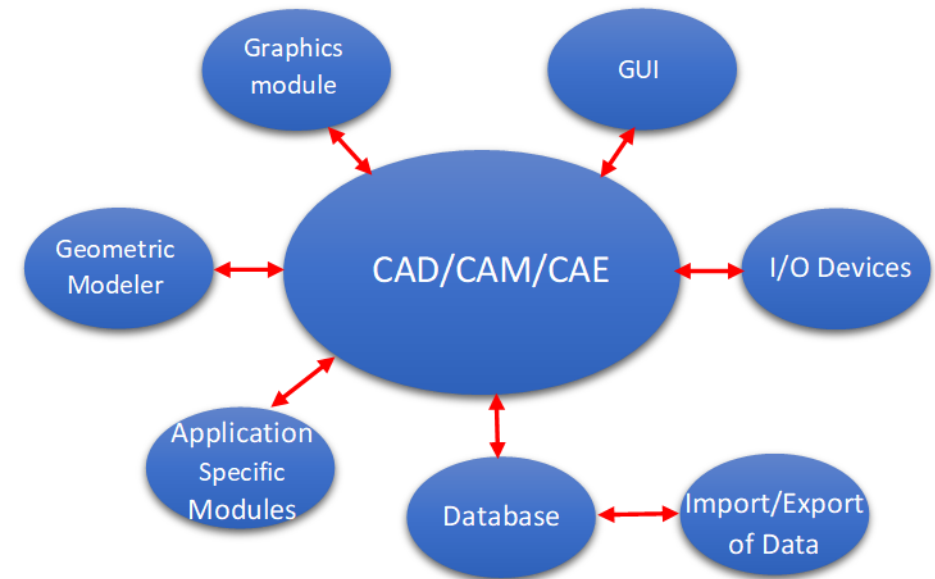 Graphics
module
GUI
Geometric
Modeler
CAD/CAM/CAE
I/O Devices
Application
Specific
Modules
Database
Import/Export
of Data